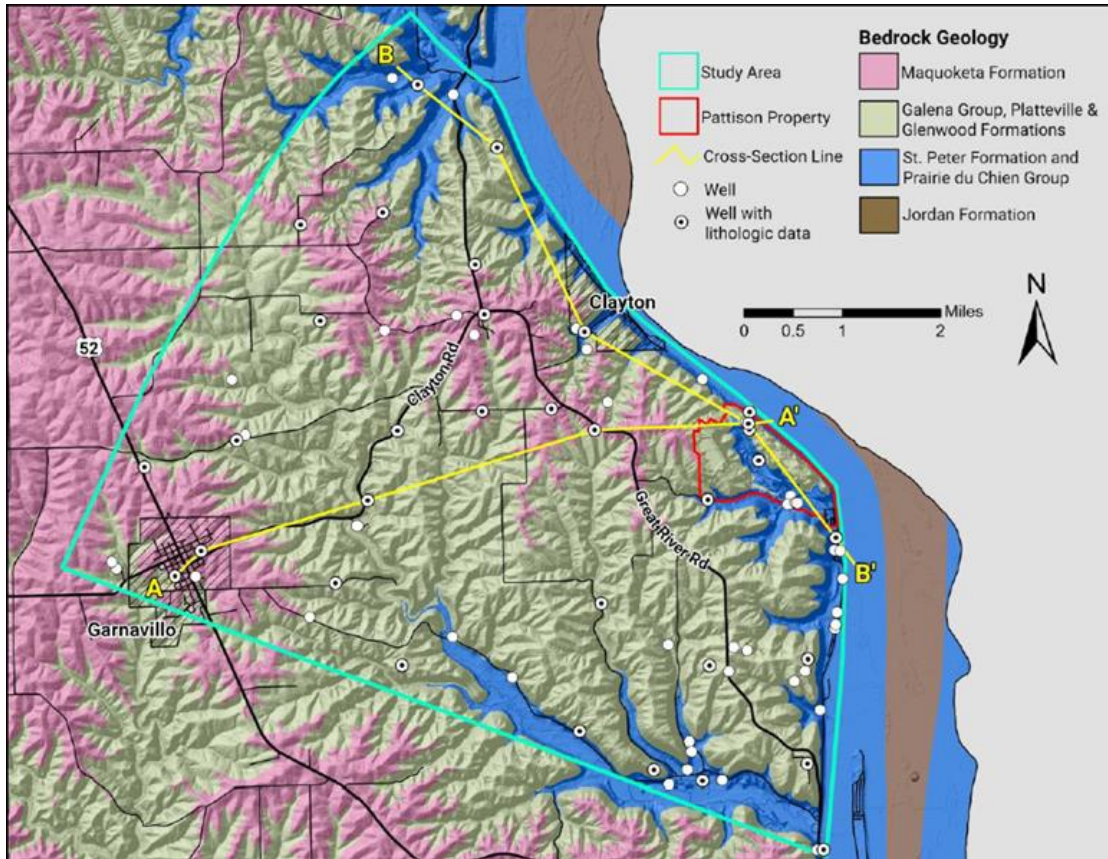 Bedrock Geology
Study Area
Maquoketa Formation
Pattison Property
Galena Group, Platteville &
Glenwood Formations
Cross-Section Line
St. Peter Formation and
Prairie du Chien Group
Well
Well with
lithologic data
Jordan Formation
N
0 0.5 1 2 Miles
B
Clayton
52
Clayton Rd
A'
Great River Rd
B'
A
Garnavillo